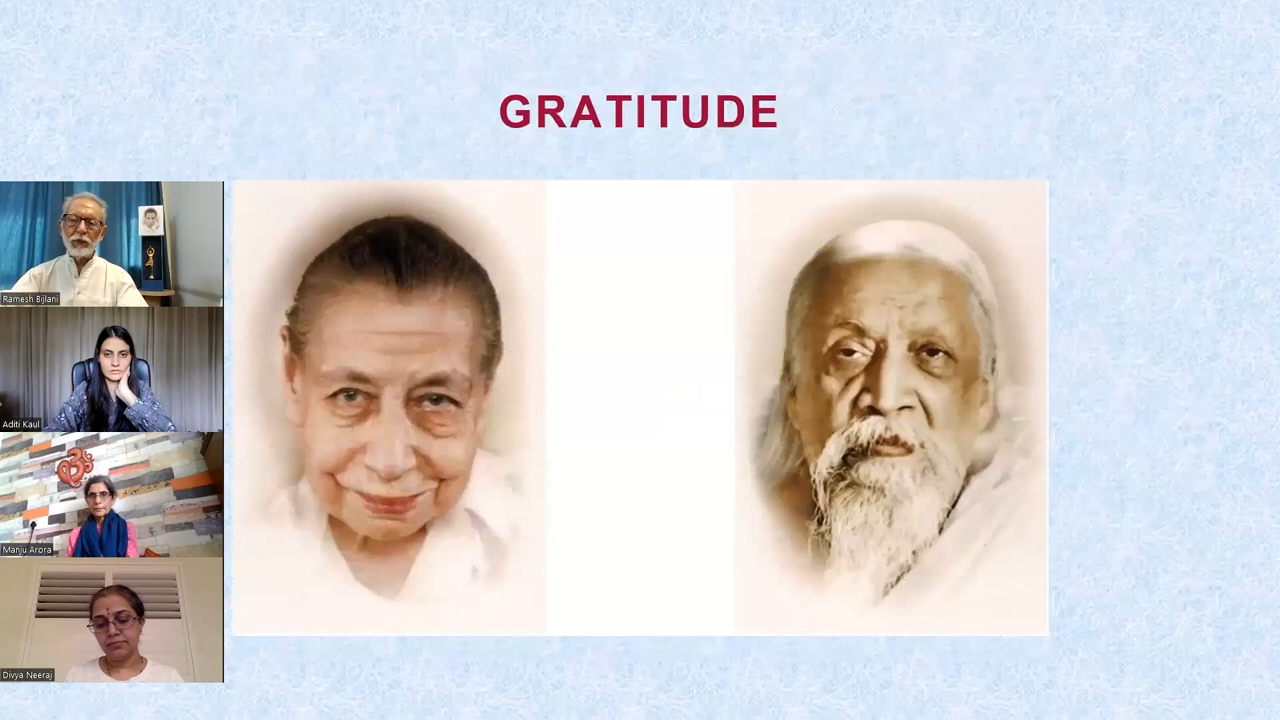 GRATITUDE
Ramesh Bijlani
Aditi Kaul
Manju Arora
Divya Neeraj